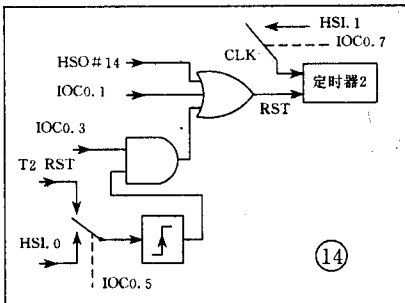 HSI.1
IOC0.7
CLK
HSO#14
定时器2
IOC0.1
RST
IOC0.3
T2 RST
HSI.0
IOC0.5
14